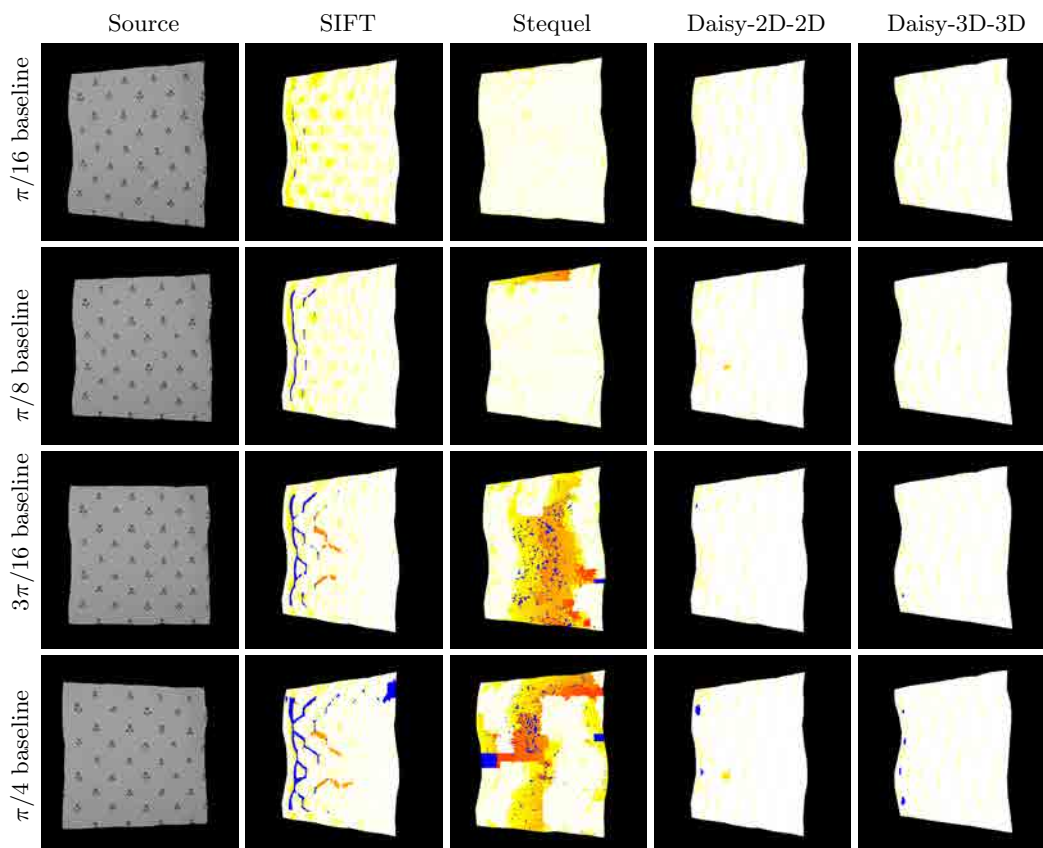 Source SIFT Stequel Daisy-2D-2D Daisy-3D-3D
π/16 baseline
π/8 baseline
3π/16 baseline
π/4 baseline